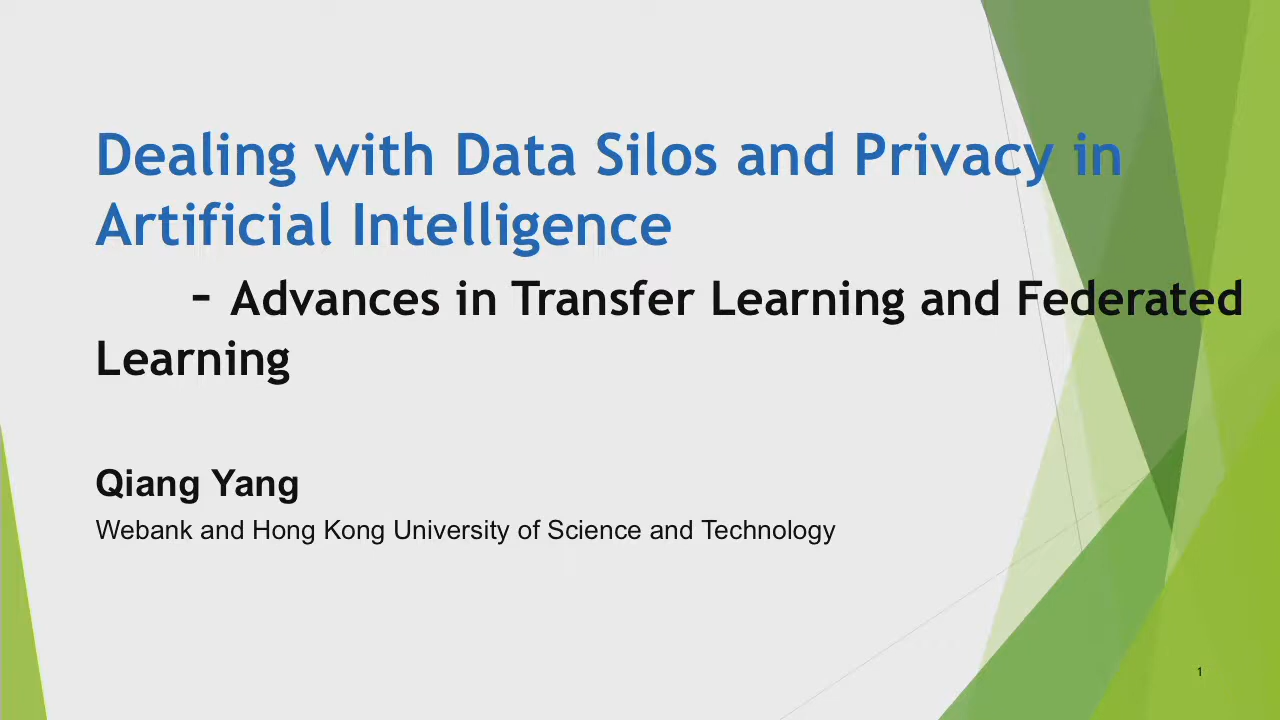 Dealing with Data Silos and Privacy in
Artificial Intelligence
– Advances in Transfer Learning and Federated
Learning
Qiang Yang
Webank and Hong Kong University of Science and Technology
1